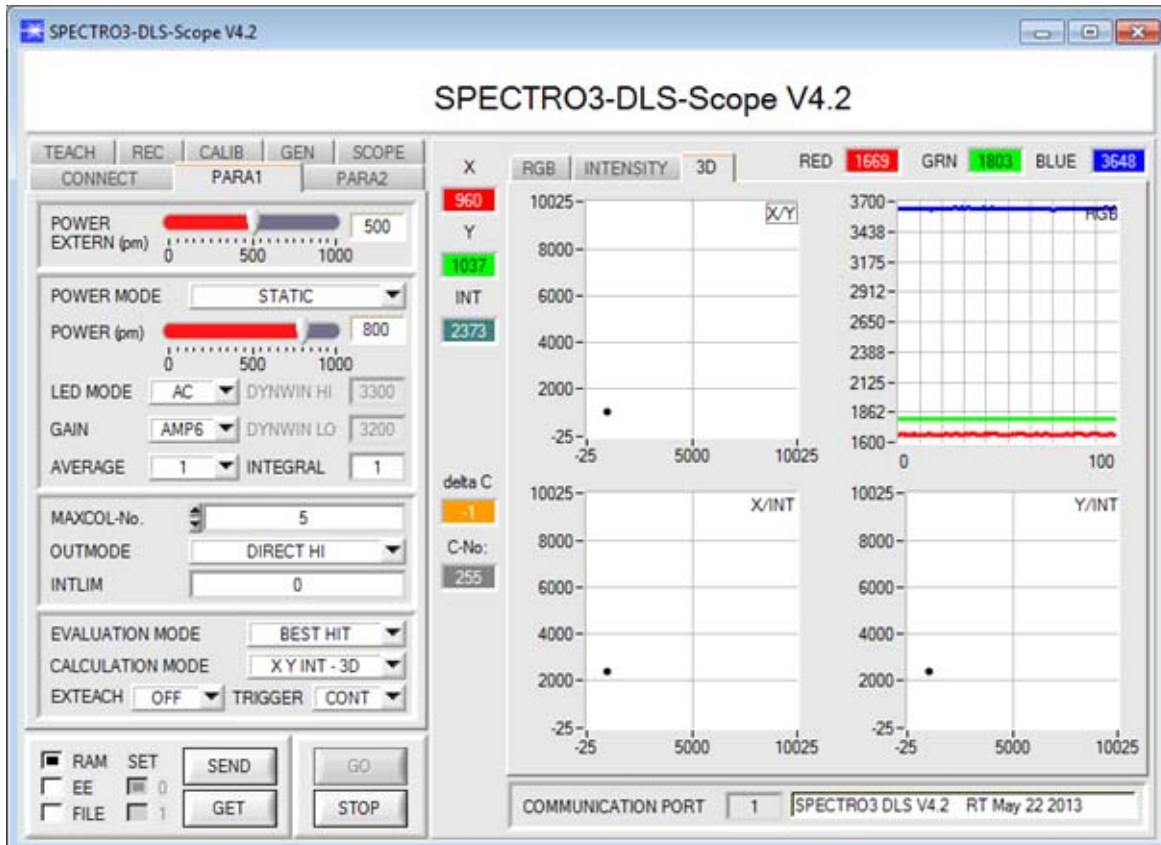 SPECTRO3-DLS-Scope V4.2
SPECTRO3-DLS-Scope V4.2
TEACH REC CALIB GEN SCOPE
CONNECT PARA1 PARA2
POWER
EXTERN (pm)
500
0 500 1000
POWER MODE STATIC
POWER (pm) 800
0 500 1000
LED MODE AC DYNWIN HI 3300
GAIN AMP6 DYNWIN LO 3200
AVERAGE 1 INTEGRAL 1
MAXCOL-No. 5
OUTMODE DIRECT HI
INTLIM 0
EVALUATION MODE BEST HIT
CALCULATION MODE X Y INT - 3D
EXTEACH OFF TRIGGER CONT
RAM SET
EE 0
FILE 1
SEND
GET
GO
STOP
X
960
Y
1037
INT
2373
delta C
-1
C-No:
255
RGB INTENSITY 3D
RED 1669 GRN 1803 BLUE 3648
X/Y
10025
8000
6000
4000
2000
-25
-25 5000 10025
RGB
3700
3438
3175
2912
2650
2388
2125
1862
1600
0 100
X/INT
10025
8000
6000
4000
2000
-25
-25 5000 10025
Y/INT
10025
8000
6000
4000
2000
-25
-25 5000 10025
COMMUNICATION PORT 1 SPECTRO3 DLS V4.2 RT May 22 2013